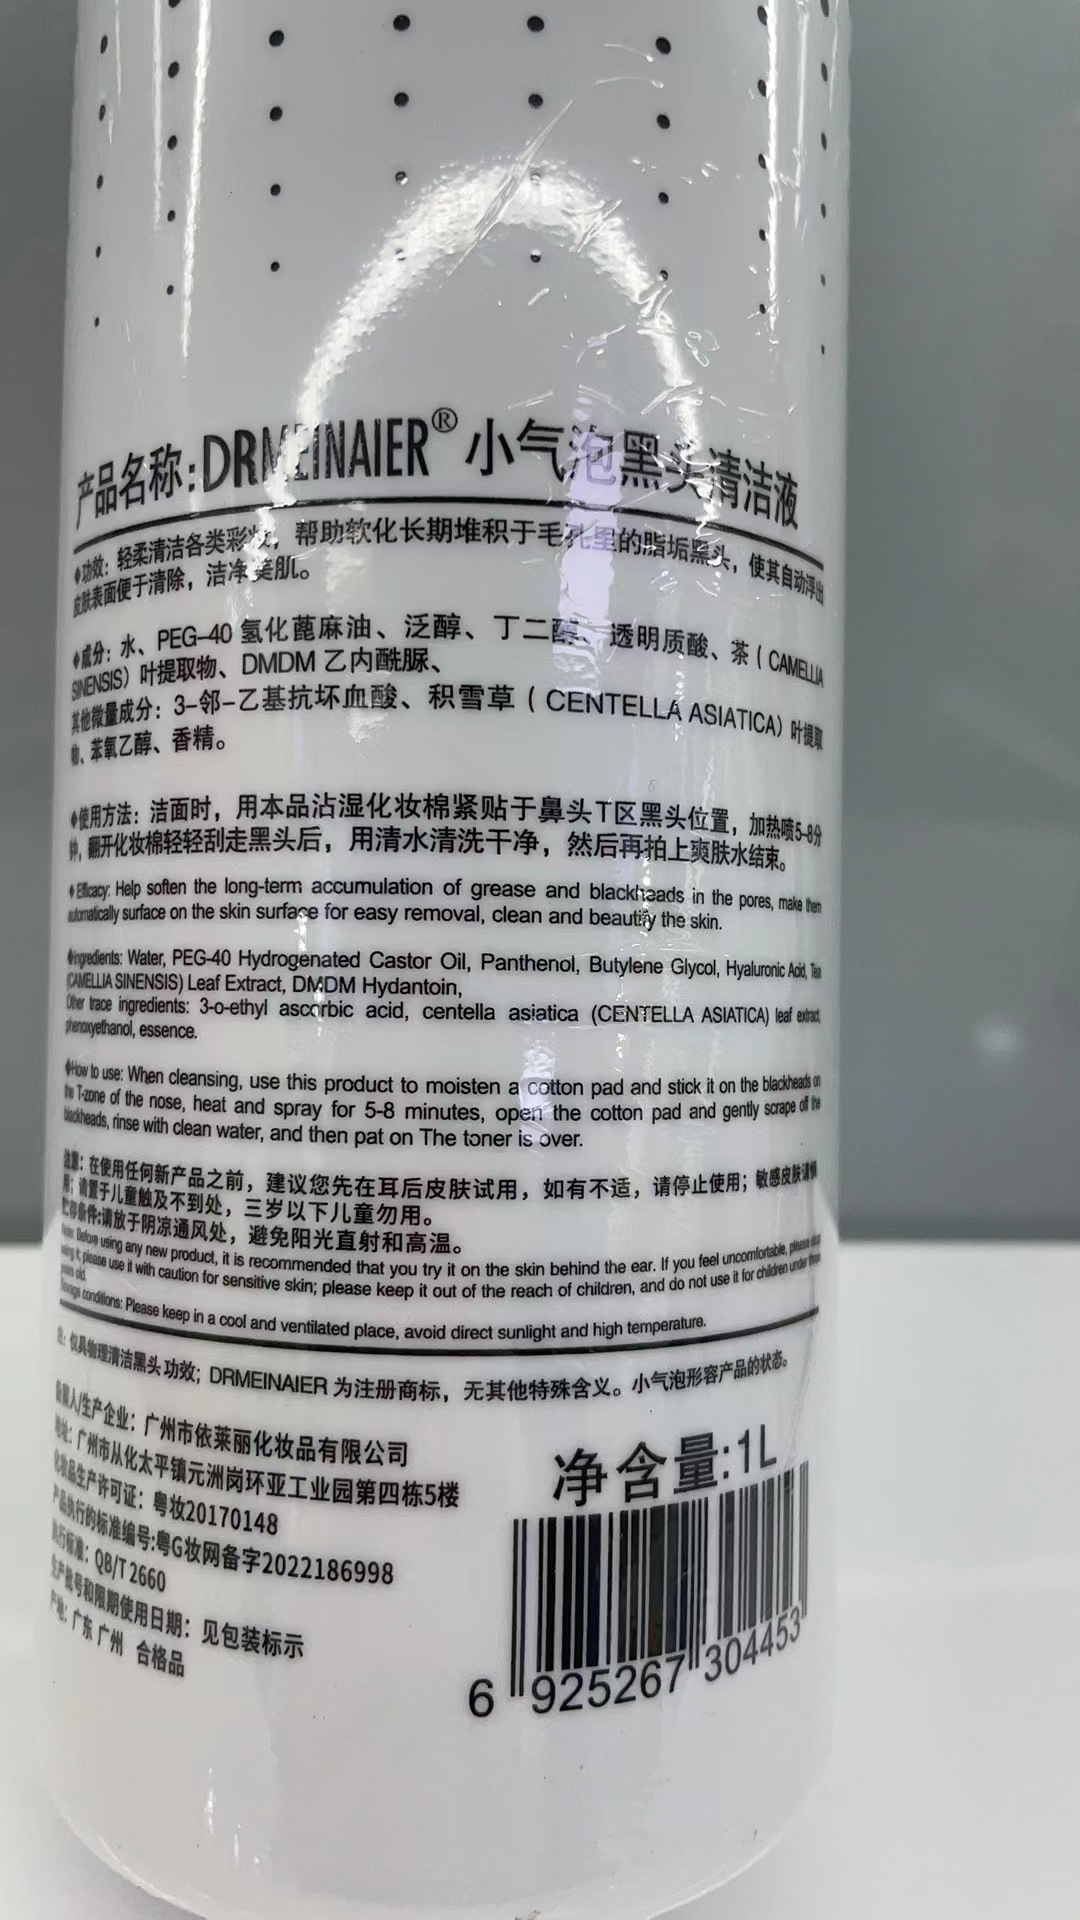 产品名称:DRMEINAIER® 小气泡黑头清洁液
◆功效: 轻柔清洁各类彩妆, 帮助软化长期堆积于毛孔里的脂垢黑头, 使其自动浮出
皮肤表面便于清除, 洁净美肌。
◆成分: 水、PEG-40 氢化蓖麻油、泛醇、丁二醇、透明质酸、茶 ( CAMELLIA
SINENSIS) 叶提取物、DMDM 乙内酰脲、
其他微量成分: 3-邻-乙基抗坏血酸、积雪草 ( CENTELLA ASIATICA) 叶提取
物、苯氧乙醇、香精。
◆使用方法: 洁面时, 用本品沾湿化妆棉紧贴于鼻头T区黑头位置, 加热喷5-8分
钟, 翻开化妆棉轻轻刮走黑头后, 用清水清洗干净, 然后再拍上爽肤水结束。
◆Efficacy: Help soften the long-term accumulation of grease and blackheads in the pores, make them
automatically surface on the skin surface for easy removal, clean and beautify the skin.
◆Ingredients: Water, PEG-40 Hydrogenated Castor Oil, Panthenol, Butylene Glycol, Hyaluronic Acid, Tea
(CAMELLIA SINENSIS) Leaf Extract, DMDM Hydantoin,
Other trace ingredients: 3-o-ethyl ascorbic acid, centella asiatica (CENTELLA ASIATICA) leaf extract,
phenoxyethanol, essence.
◆How to use: When cleansing, use this product to moisten a cotton pad and stick it on the blackheads on
the T-zone of the nose, heat and spray for 5-8 minutes, open the cotton pad and gently scrape off the
blackheads, rinse with clean water, and then pat on The toner is over.
注意: 在使用任何新产品之前, 建议您先在耳后皮肤试用, 如有不适, 请停止使用; 敏感皮肤请慎
用; 请置于儿童触及不到处, 三岁以下儿童勿用。
贮存条件:请放于阴凉通风处, 避免阳光直射和高温。
Note: Before using any new product, it is recommended that you try it on the skin behind the ear. If you feel uncomfortable, please
using it; please use it with caution for sensitive skin; please keep it out of the reach of children, and do not use it for children under
years old.
Storage conditions: Please keep in a cool and ventilated place, avoid direct sunlight and high temperature.
注: 仅具物理清洁黑头功效; DRMEINAIER 为注册商标, 无其他特殊含义。小气泡形容产品的状态。
备案人/生产企业: 广州市依莱丽化妆品有限公司
地址: 广州市从化太平镇元洲岗环亚工业园第四栋5楼
化妆品生产许可证: 粤妆20170148
产品执行的标准编号:粤G妆网备字2022186998
执行标准: QB/T 2660
生产批号和限期使用日期: 见包装标示
产地: 广东 广州 合格品
净含量:1L
6 925267 304453